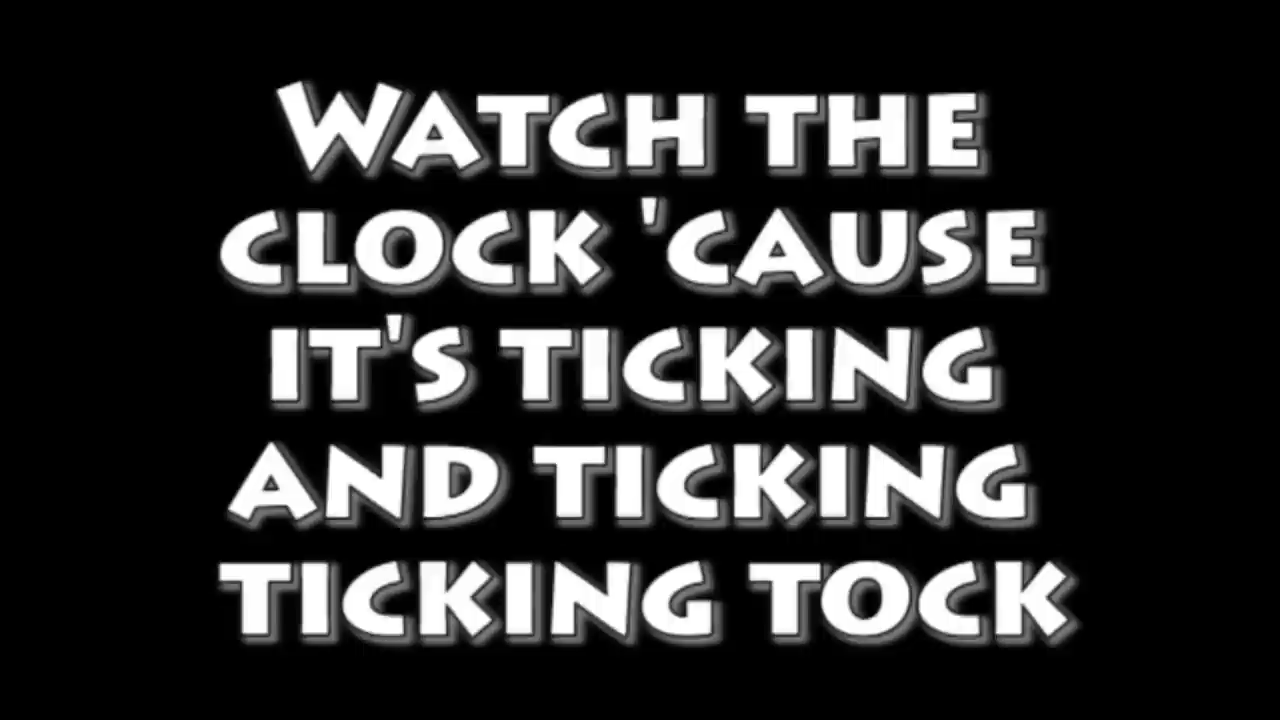 WATCH THE
CLOCK 'CAUSE
IT'S TICKING
AND TICKING
TICKING TOCK